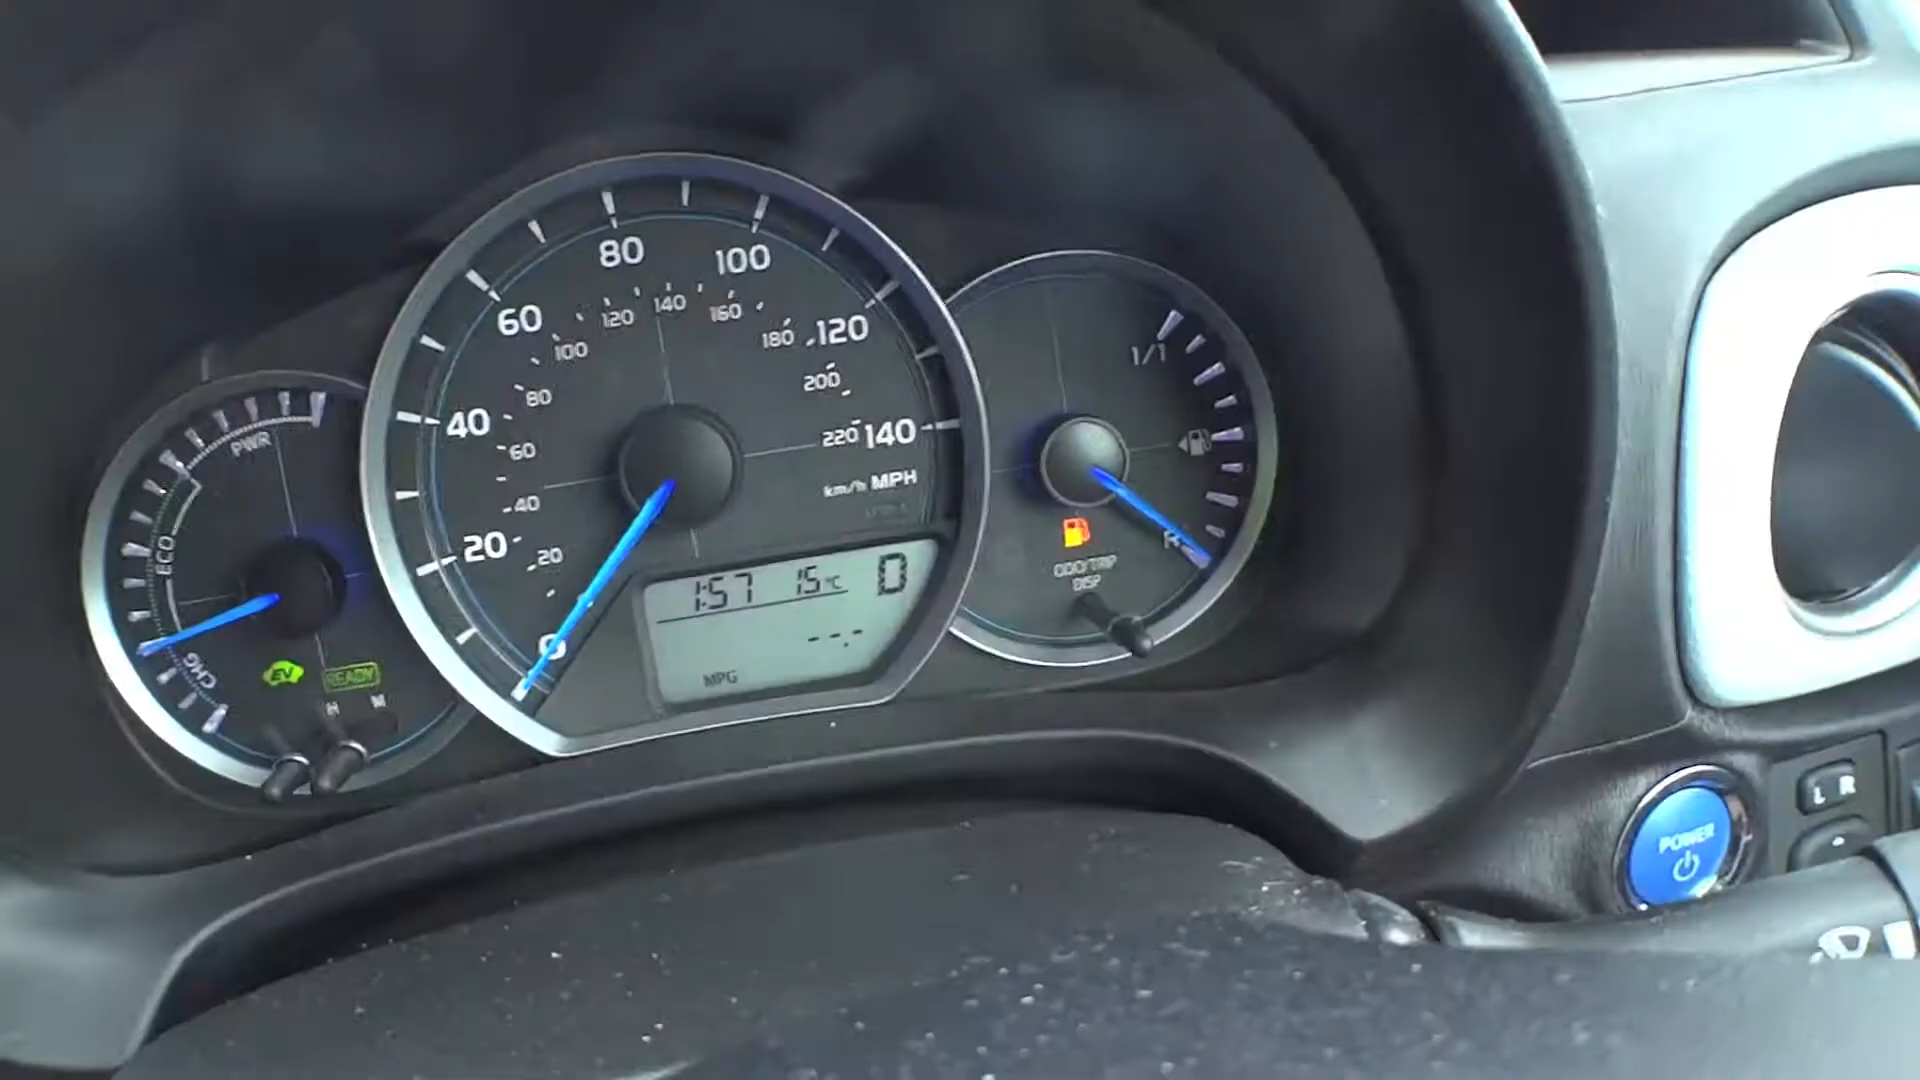 PWR
ECO
CHG
EV
READY
H M
0
20
40
60
80
100
120
140
20
40
60
80
100
120
140
160
180
200
220
km/h MPH
1:57 15°C 0
--.-
MPG
1/1
R
ODO/TRIP
DISP
POWER
L R